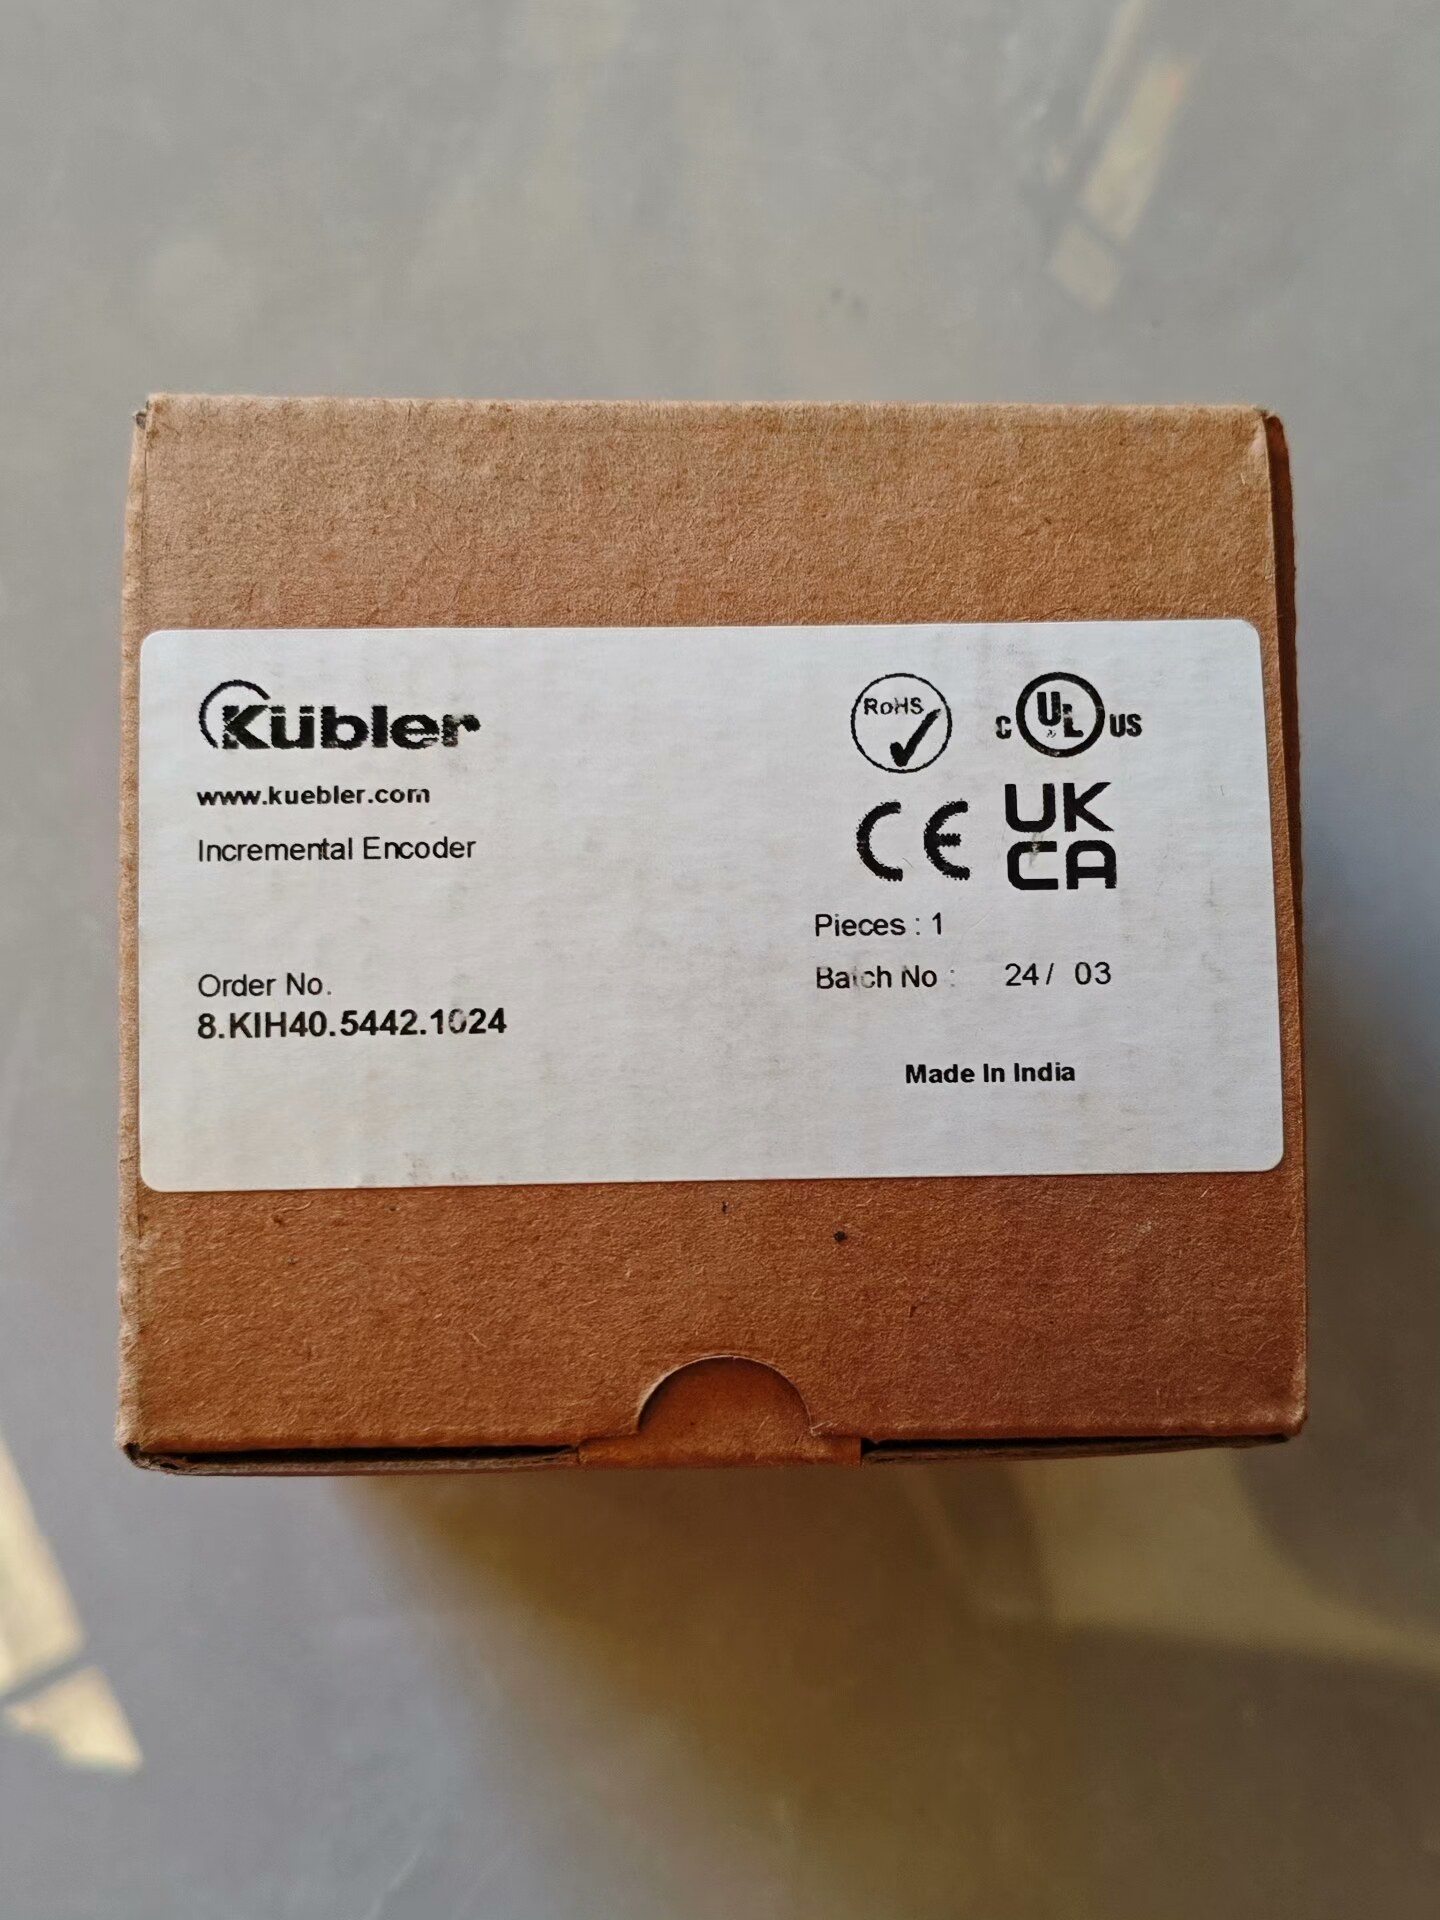 Kübler
www.kuebler.com
Incremental Encoder
Order No.
8.KIH40.5442.1024
RoHS
C UL US
CE
UK
CA
Pieces : 1
Batch No : 24/ 03
Made In India